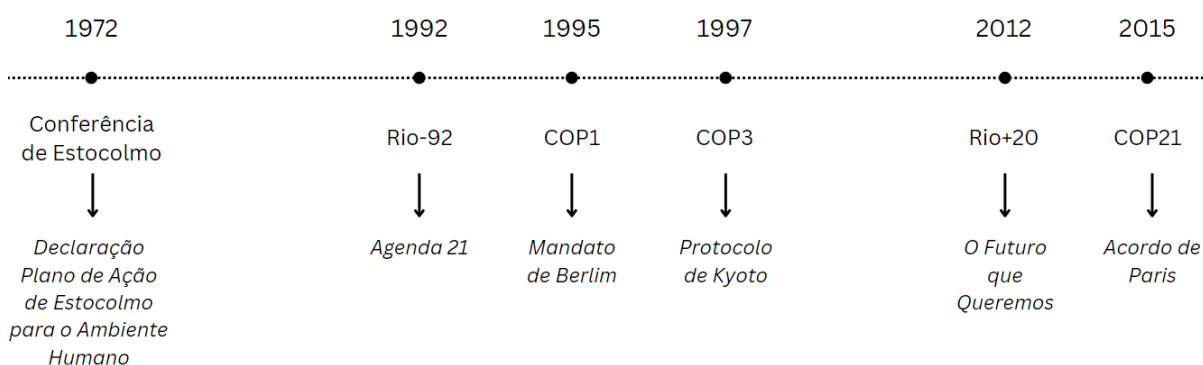 1972
1992
1995
1997
2012
2015
Conferência
de Estocolmo
Rio-92
COP1
COP3
Rio+20
COP21
Declaração
Plano de Ação
de Estocolmo
para o Ambiente
Humano
Agenda 21
Mandato
de Berlim
Protocolo
de Kyoto
O Futuro
que
Queremos
Acordo de
Paris